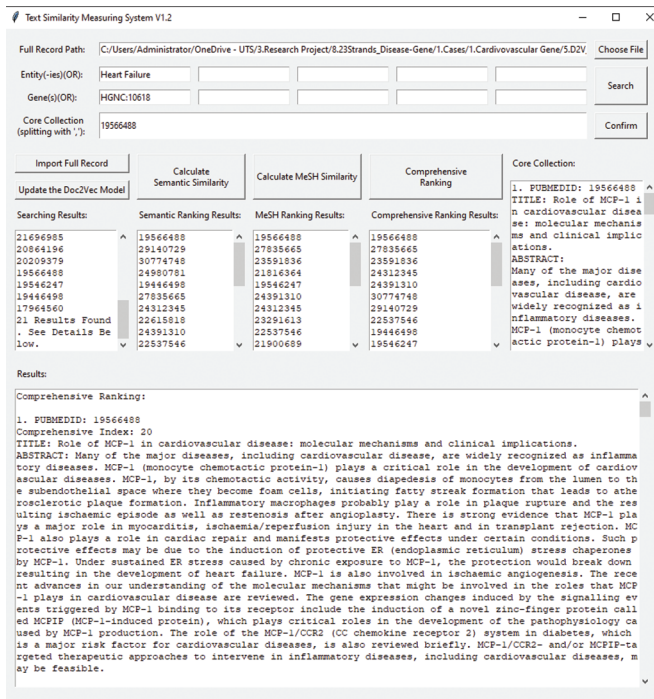 Text Similarity Measuring System V1.2
Full Record Path: C:/Users/Administrator/OneDrive - UTS/3.Research Project/8.23Strands_Disease-Gene/1.Cases/1.Cardivovascular Gene/5.D2V_ Choose File
Entity(-ies)(OR): Heart Failure
Search
Gene(s)(OR): HGNC:10618
Core Collection
(splitting with ','): 19566488 Confirm
Import Full Record
Update the Doc2Vec Model
Calculate
Semantic Similarity
Calculate MeSH Similarity
Comprehensive
Ranking
Core Collection:
1. PUBMEDID: 19566488
TITLE: Role of MCP-1 i
n cardiovascular disea
se: molecular mechanis
ms and clinical implic
ations.
ABSTRACT:
Many of the major dise
ases, including cardio
vascular disease, are
widely recognized as i
nflammatory diseases.
MCP-1 (monocyte chemot
actic protein-1) plays
Searching Results:
21696985
20864196
20209379
19566488
19546247
19446498
17964560
21 Results Found
. See Details Be
low.
Semantic Ranking Results:
19566488
29140729
30774748
24980781
19446498
27835665
24312345
22615818
24391310
22537546
MeSH Ranking Results:
19566488
27835665
23591836
21816364
19546247
24391310
24312345
23291613
22537546
21900689
Comprehensive Ranking Results:
19566488
27835665
23591836
24312345
24391310
30774748
29140729
22537546
19446498
19546247
Results:
Comprehensive Ranking:
1. PUBMEDID: 19566488
Comprehensive Index: 20
TITLE: Role of MCP-1 in cardiovascular disease: molecular mechanisms and clinical implications.
ABSTRACT: Many of the major diseases, including cardiovascular disease, are widely recognized as inflamma
tory diseases. MCP-1 (monocyte chemotactic protein-1) plays a critical role in the development of cardiov
ascular diseases. MCP-1, by its chemotactic activity, causes diapedesis of monocytes from the lumen to th
e subendothelial space where they become foam cells, initiating fatty streak formation that leads to athe
rosclerotic plaque formation. Inflammatory macrophages probably play a role in plaque rupture and the res
ulting ischaemic episode as well as restenosis after angioplasty. There is strong evidence that MCP-1 pla
ys a major role in myocarditis, ischaemia/reperfusion injury in the heart and in transplant rejection. MC
P-1 also plays a role in cardiac repair and manifests protective effects under certain conditions. Such p
rotective effects may be due to the induction of protective ER (endoplasmic reticulum) stress chaperones
by MCP-1. Under sustained ER stress caused by chronic exposure to MCP-1, the protection would break down
resulting in the development of heart failure. MCP-1 is also involved in ischaemic angiogenesis. The rece
nt advances in our understanding of the molecular mechanisms that might be involved in the roles that MCP
-1 plays in cardiovascular disease are reviewed. The gene expression changes induced by the signalling ev
ents triggered by MCP-1 binding to its receptor include the induction of a novel zinc-finger protein call
ed MCPIP (MCP-1-induced protein), which plays critical roles in the development of the pathophysiology ca
used by MCP-1 production. The role of the MCP-1/CCR2 (CC chemokine receptor 2) system in diabetes, which
is a major risk factor for cardiovascular diseases, is also reviewed briefly. MCP-1/CCR2- and/or MCPIP-ta
rgeted therapeutic approaches to intervene in inflammatory diseases, including cardiovascular diseases, m
ay be feasible.